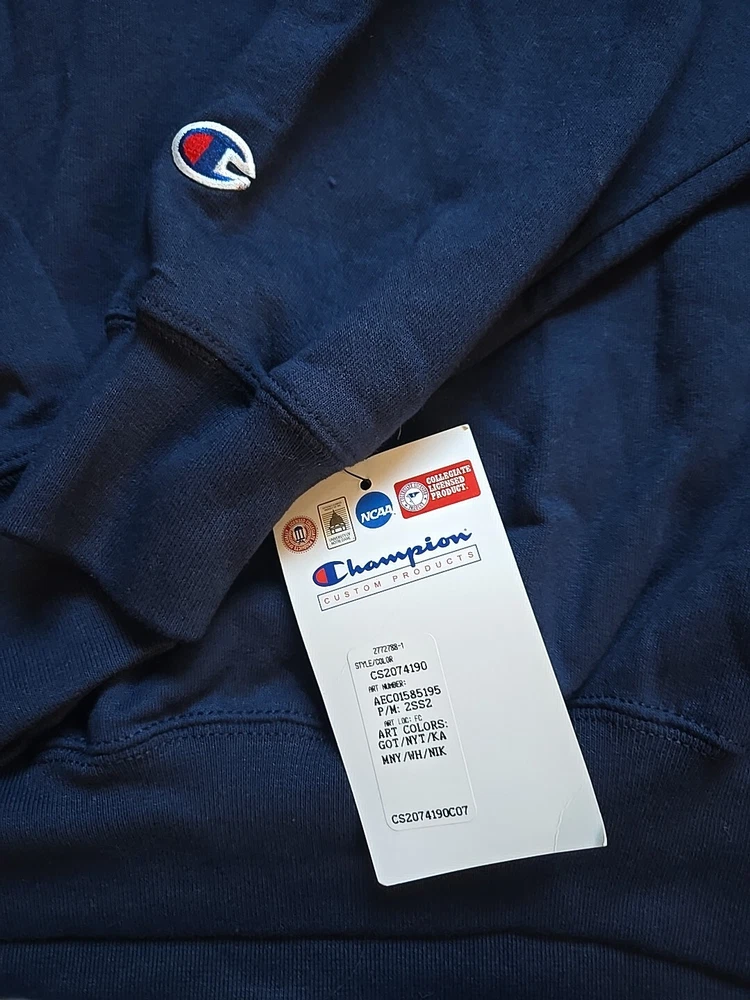 NCAA
COLLEGIATE
LICENSED
PRODUCT.
Champion
CUSTOM PRODUCTS
2772788-1
STYLE/COLOR
CS2074190
ART NUMBER:
AEC01585195
P/M: 2SS2
ART LOC: FC
ART COLORS:
GOT/NYT/KA
MNY/WH/NIK
CS2074190C07